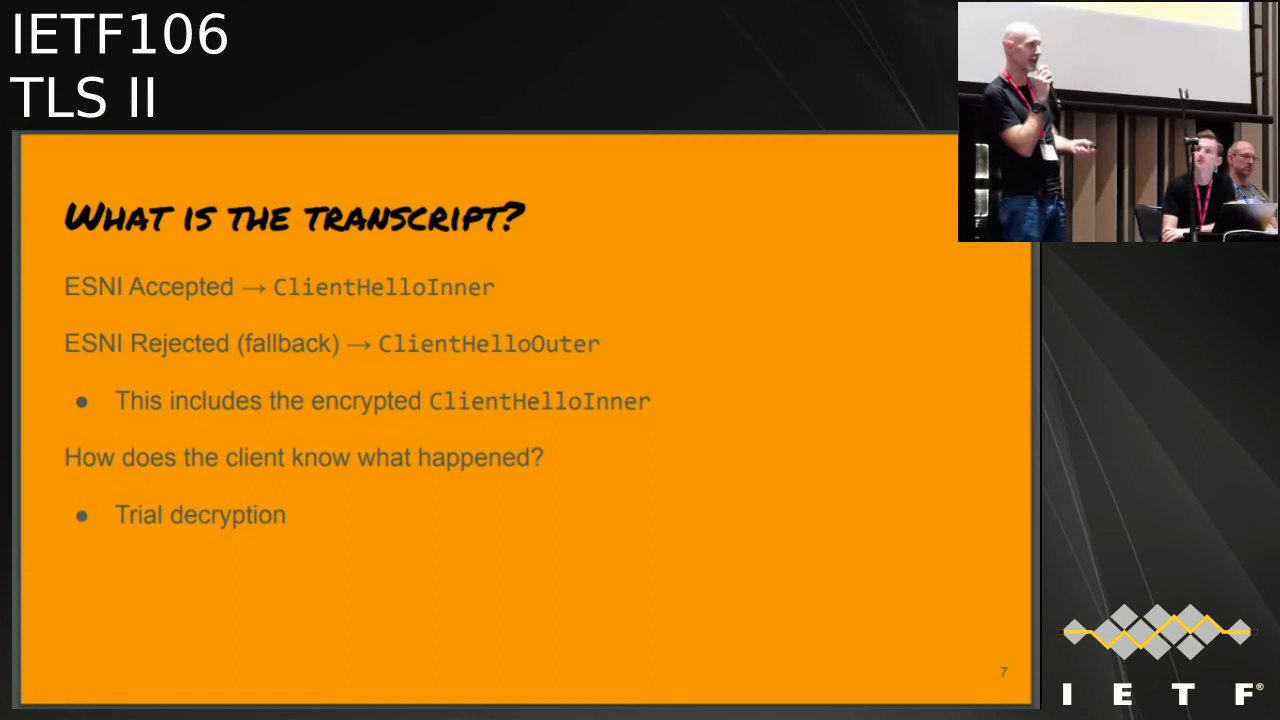 IETF106
TLS II
What is the transcript?
ESNI Accepted → ClientHelloInner
ESNI Rejected (fallback) → ClientHelloOuter
● This includes the encrypted ClientHelloInner
How does the client know what happened?
● Trial decryption
7
I E T F®